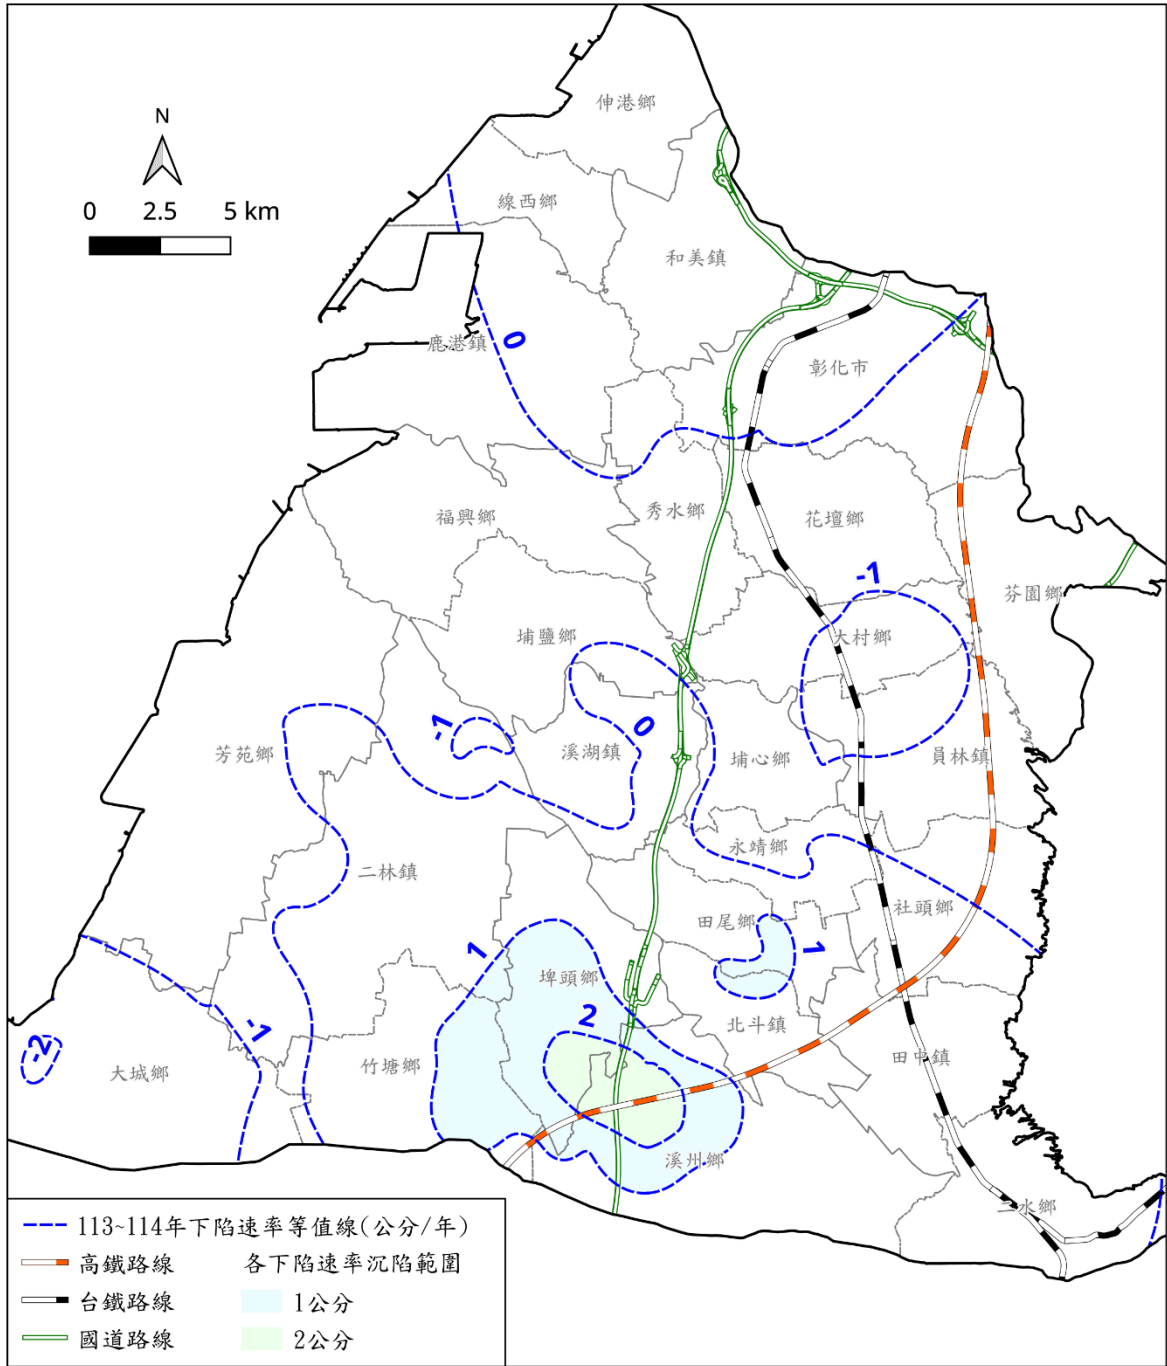 伸港鄉
N
線西鄉
0 2.5 5 km
和美鎮
鹿港鎮
0
彰化市
福興鄉
秀水鄉
花壇鄉
-1
芬園鄉
埔鹽鄉
大村鄉
-1
0
芳苑鄉
溪湖鎮
埔心鄉
員林鎮
永靖鄉
二林鎮
社頭鄉
田尾鄉
1
1
埤頭鄉
2
北斗鎮
-1
-2
大城鄉
竹塘鄉
田中鎮
溪州鄉
二水鄉
113~114年下陷速率等值線(公分/年)
高鐵路線
各下陷速率沉陷範圍
台鐵路線
1公分
國道路線
2公分